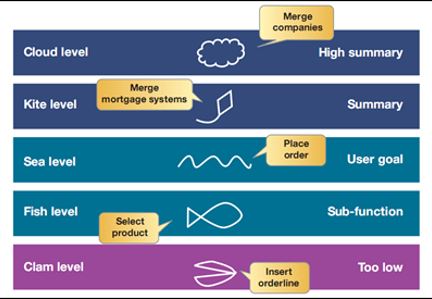 Merge
companies
Cloud level
High summary
Merge
mortgage systems
Kite level
Summary
Place
order
Sea level
User goal
Fish level
Sub-function
Select
product
Clam level
Too low
Insert
orderline